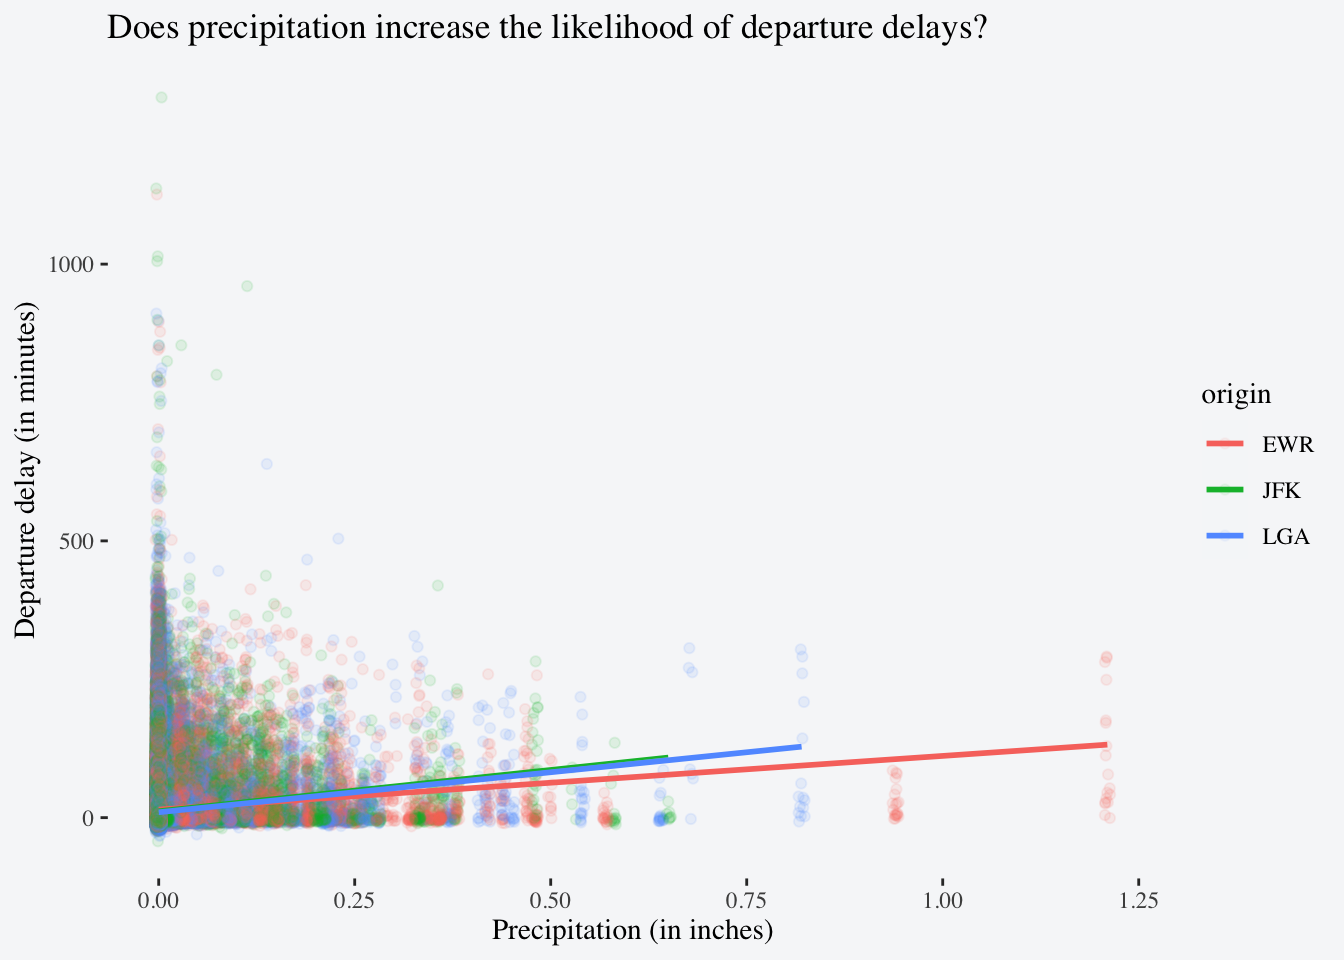 Does precipitation increase the likelihood of departure delays?
1000
500
0
Departure delay (in minutes)
0.00
0.25
0.50
0.75
1.00
1.25
Precipitation (in inches)
origin
EWR
JFK
LGA